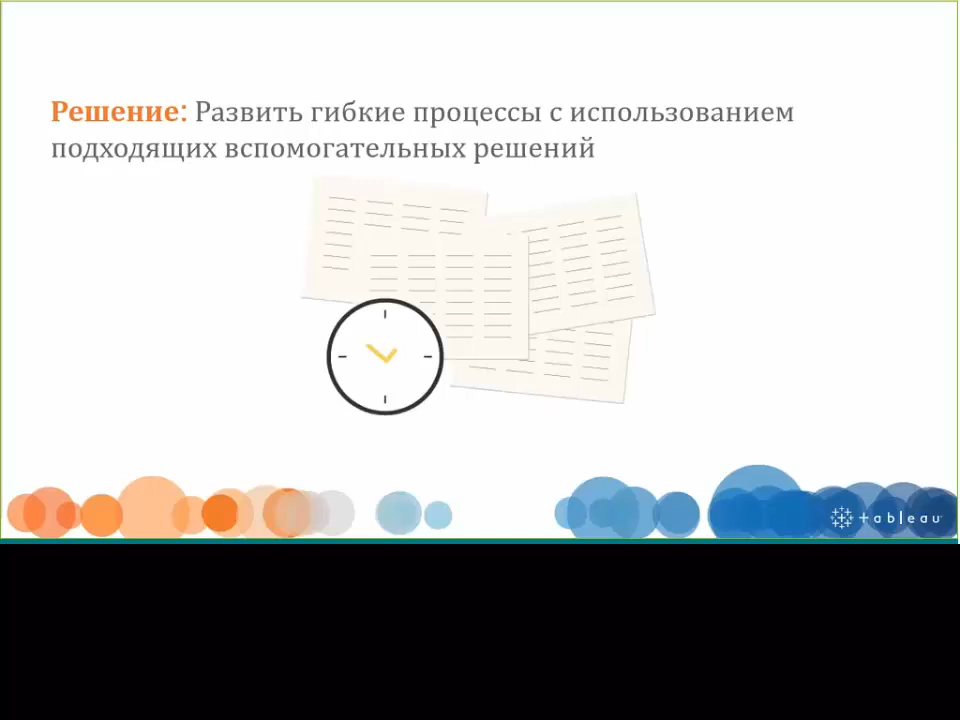 Решение: Развить гибкие процессы с использованием
подходящих вспомогательных решений
+ableau